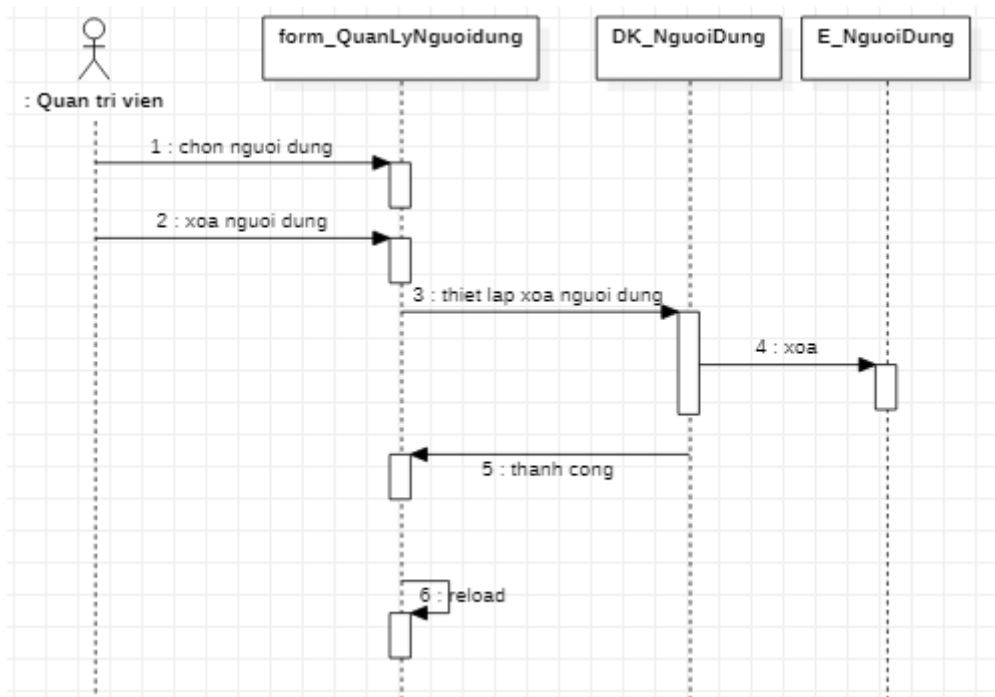 form_QuanLyNguoidung
DK_NguoiDung
E_NguoiDung
: Quan tri vien
1 : chon nguoi dung
2 : xoa nguoi dung
3 : thiet lap xoa nguoi dung
4 : xoa
5 : thanh cong
6 : reload